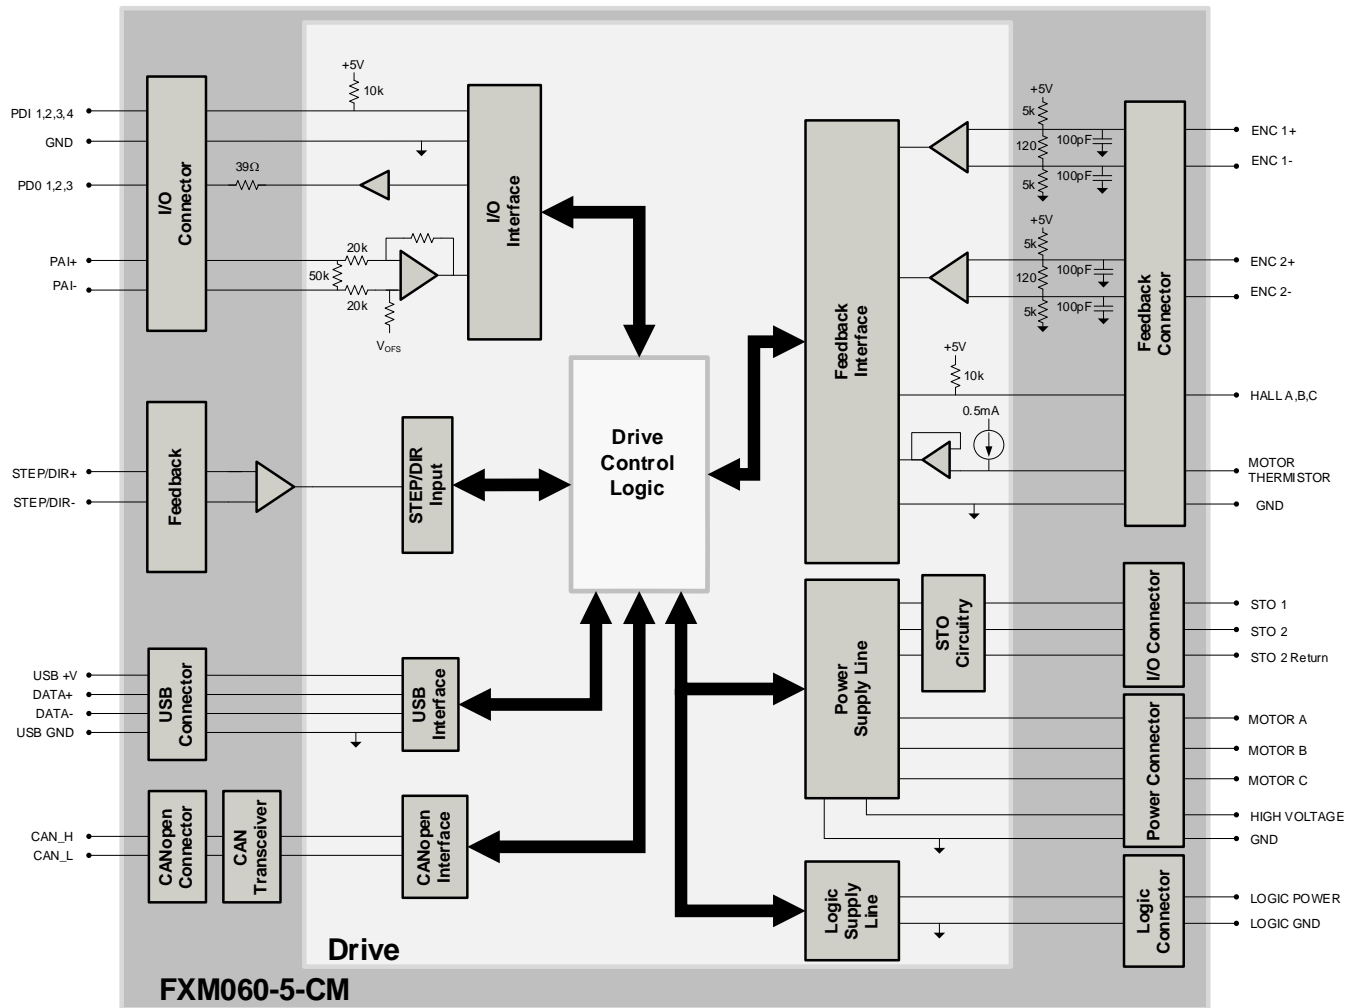 +5V
10k
PDI 1,2,3,4
GND
39Ω
PD0 1,2,3
I/O
Connector
I/O
Interface
PAI+
PAI-
20k
50k
20k
VOFS
STEP/DIR+
STEP/DIR-
Feedback
STEP/DIR
Input
Drive
Control
Logic
USB +V
DATA+
DATA-
USB GND
USB
Connector
USB
Interface
CAN_H
CAN_L
CANopen
Connector
CAN
Transceiver
CANopen
Interface
Feedback
Interface
+5V
5k
120
5k
100pF
100pF
ENC 1+
ENC 1-
+5V
5k
120
5k
100pF
100pF
ENC 2+
ENC 2-
Feedback
Connector
+5V
10k
HALL A,B,C
0.5mA
MOTOR
THERMISTOR
GND
Power
Supply Line
STO
Circuitry
I/O Connector
STO 1
STO 2
STO 2 Return
Power Connector
MOTOR A
MOTOR B
MOTOR C
HIGH VOLTAGE
GND
Logic
Supply
Line
Logic
Connector
LOGIC POWER
LOGIC GND
Drive
FXM060-5-CM